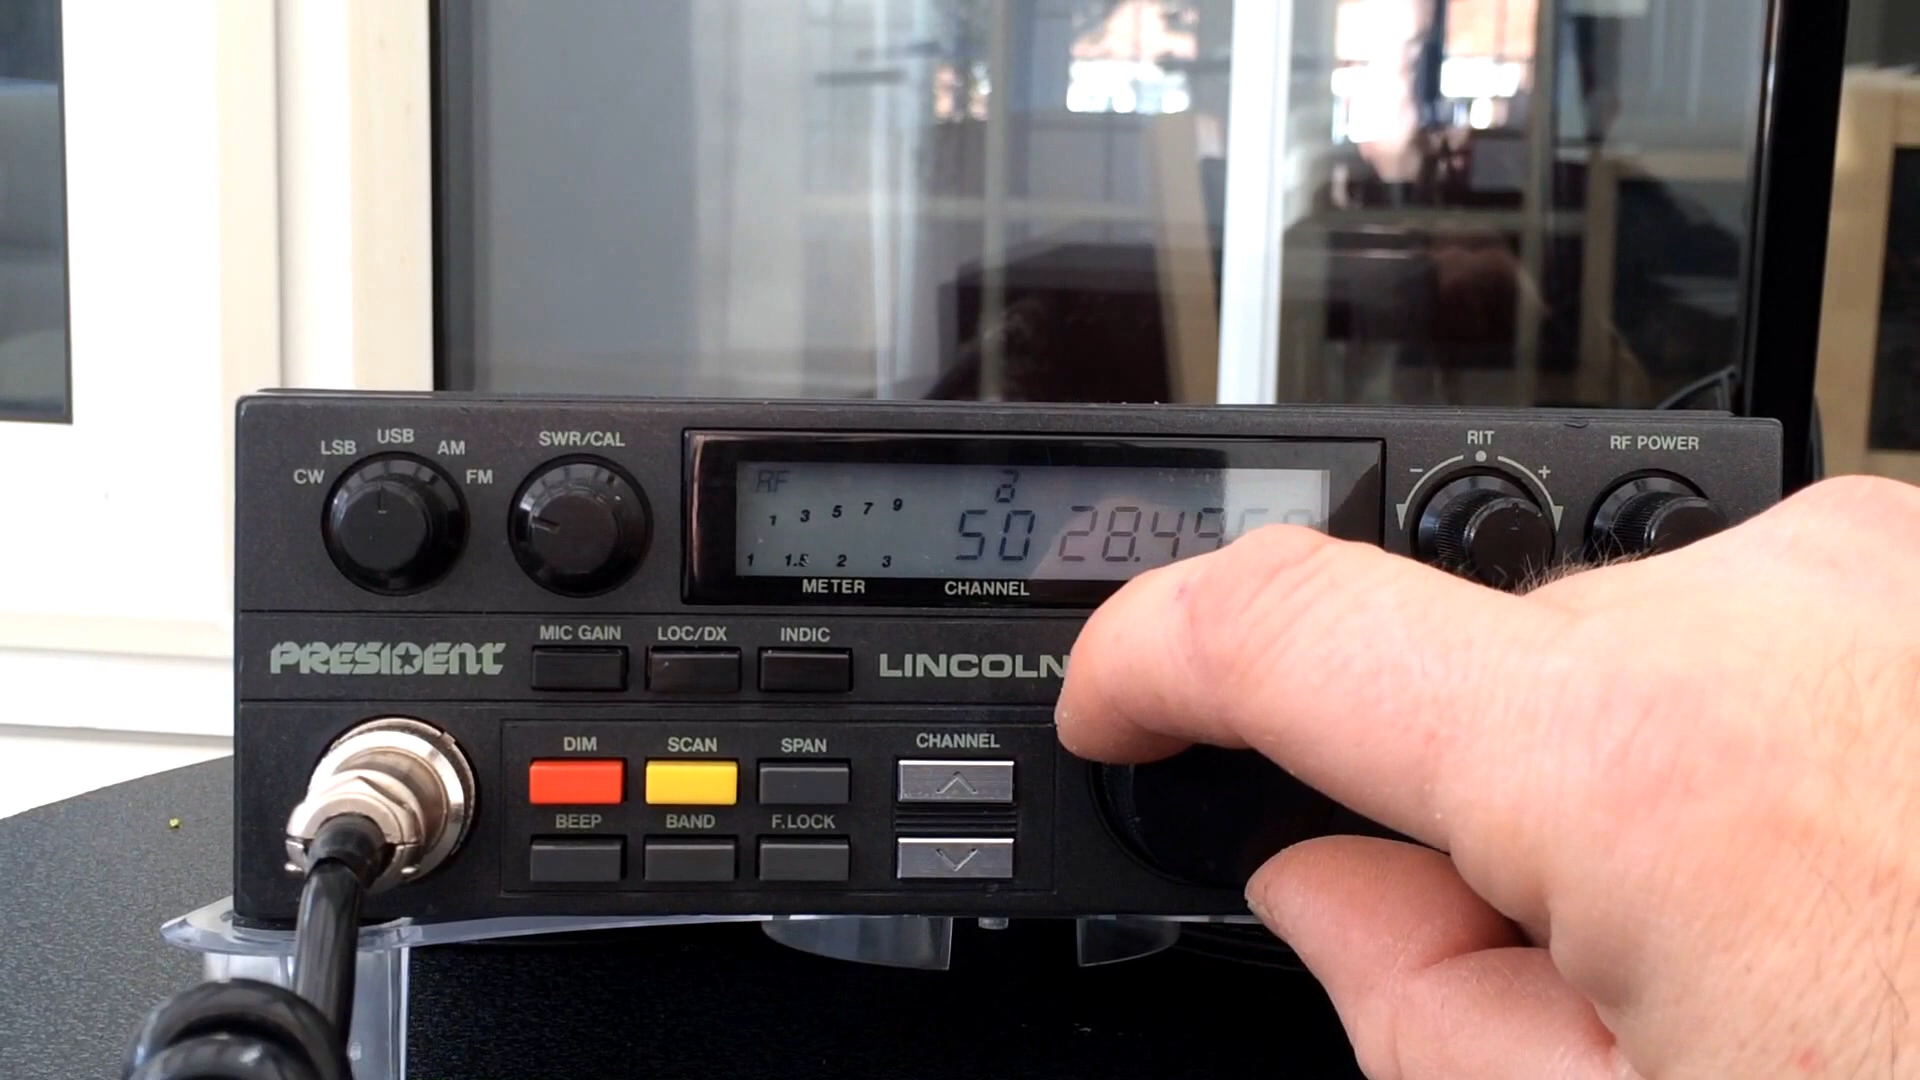 LSB USB AM
CW FM
SWR/CAL
RF 2
1 3 5 7 9
50 28.49
1 1.5 2 3
METER CHANNEL
RIT
- +
RF POWER
PRESIDENT
MIC GAIN LOC/DX INDIC
LINCOLN
DIM SCAN SPAN CHANNEL
BEEP BAND F.LOCK